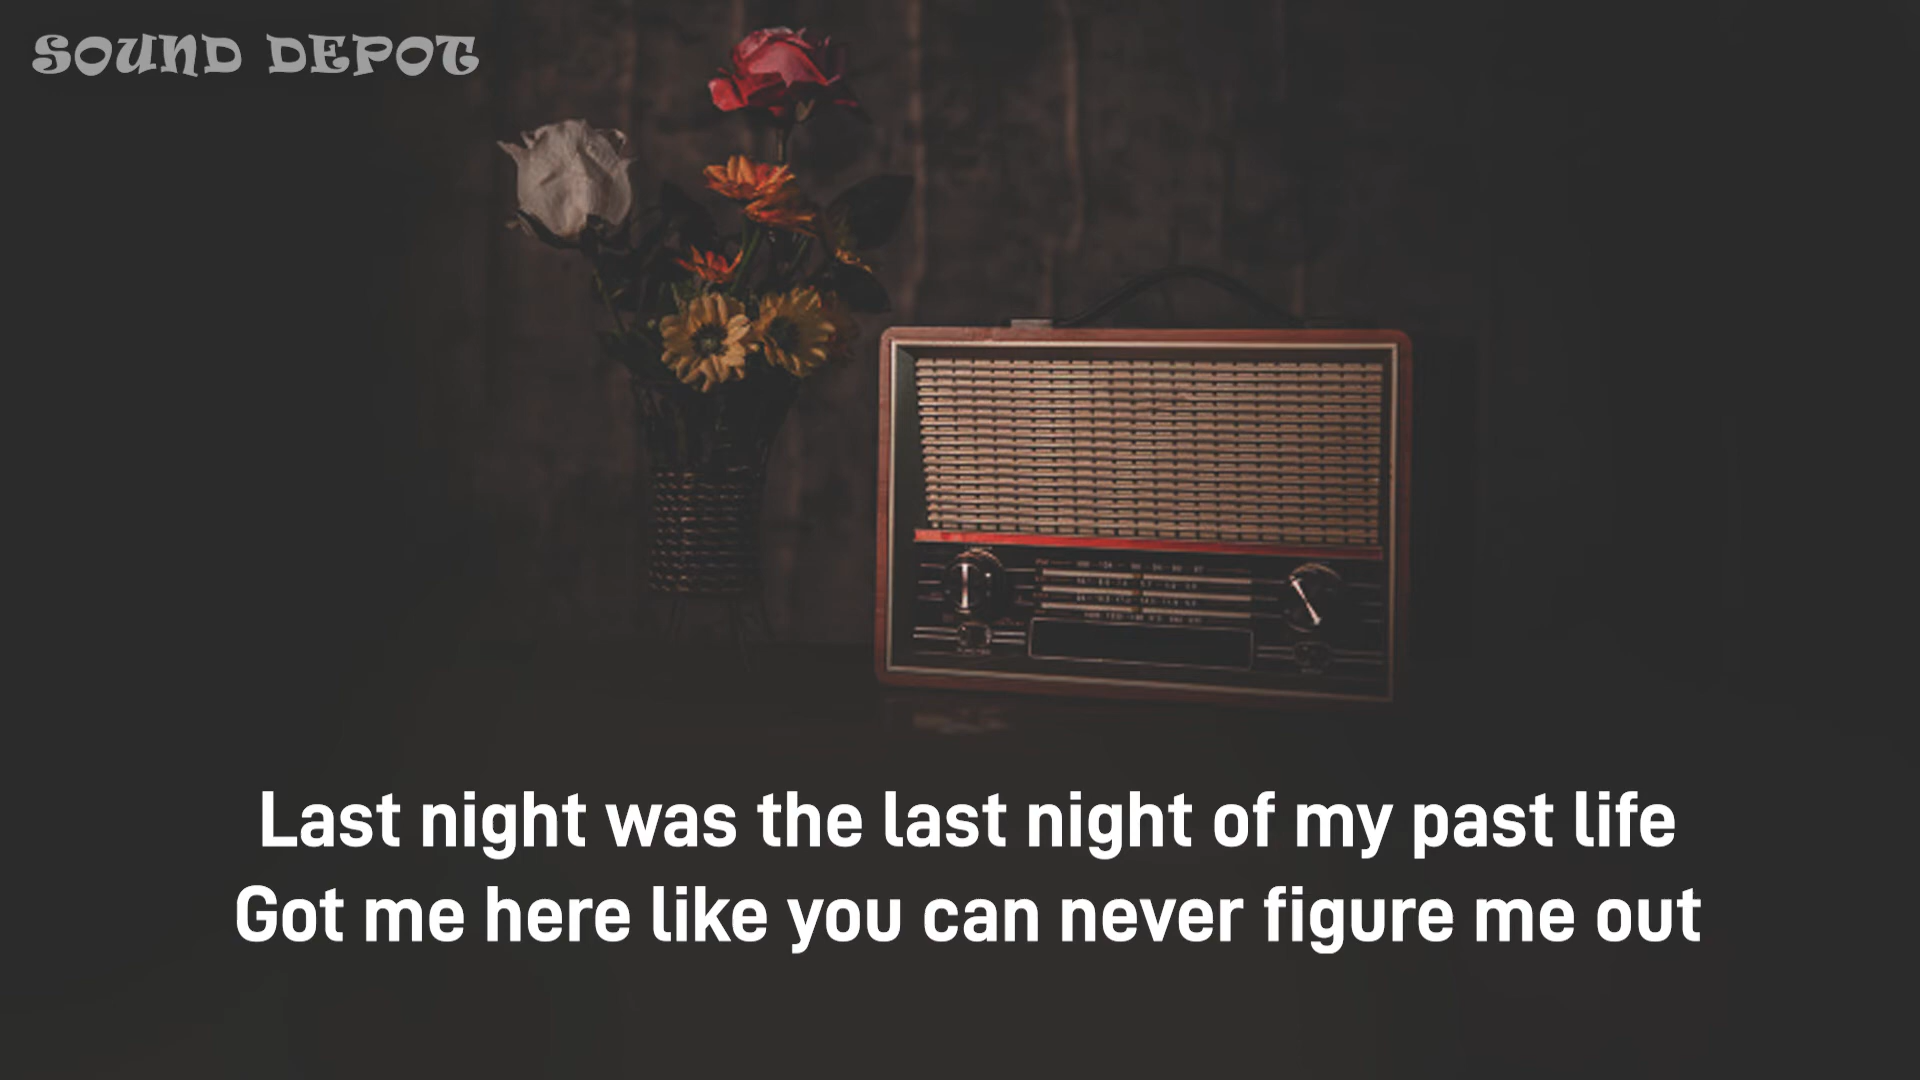 SOUND DEPOT
Last night was the last night of my past life
Got me here like you can never figure me out